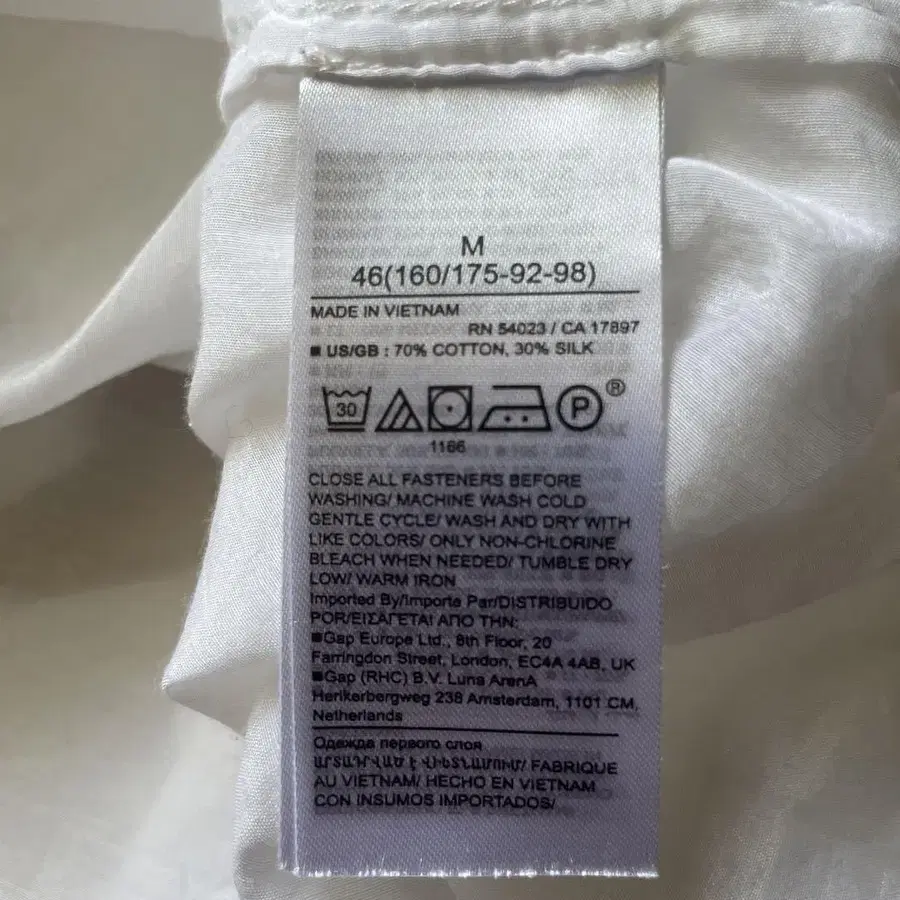 M
46(160/175-92-98)
MADE IN VIETNAM
RN 54023 / CA 17897
■ US/GB : 70% COTTON, 30% SILK
30
P ®
1166
CLOSE ALL FASTENERS BEFORE
WASHING/ MACHINE WASH COLD
GENTLE CYCLE/ WASH AND DRY WITH
LIKE COLORS/ ONLY NON-CHLORINE
BLEACH WHEN NEEDED/ TUMBLE DRY
LOW/ WARM IRON
Imported By/Importe Par/DISTRIBUIDO
POR/ΕΙΣΑΓΕΤΑΙ ΑΠΟ ΤΗΝ:
■Gap Europe Ltd., 8th Floor, 20
Farringdon Street, London, EC4A 4AB, UK
■Gap (RHC) B.V. Luna ArenA
Herikerbergweg 238 Amsterdam, 1101 CM,
Netherlands
Одежда первого слоя
ԱՐՏԱԴՐՎԱԾ Է ՎԻԵՏՆԱՄՈՒՄ/ FABRIQUE
AU VIETNAM/ HECHO EN VIETNAM
CON INSUMOS IMPORTADOS/